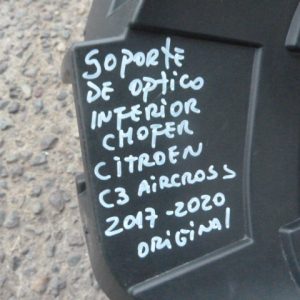 SOPORTE
DE OPTICO
INFERIOR
CHOFER
CITROEN
C3 AIRCROSS
2017-2020
ORIGINAL